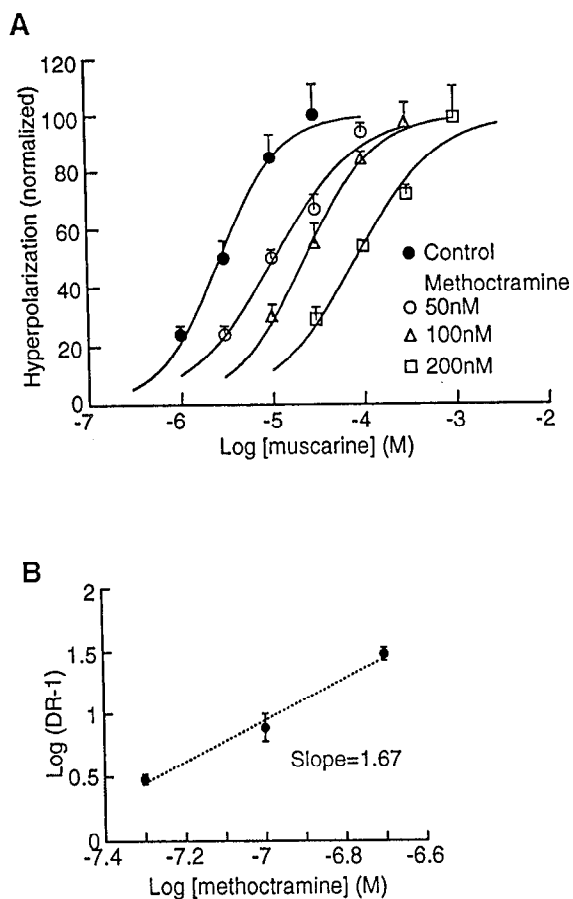 A
Hyperpolarization (normalized)
120
100
80
60
40
20
0
Control
Methoctramine
50nM
100nM
200nM
-7
-6
-5
-4
-3
-2
Log [muscarine] (M)
B
Log (DR-1)
2
1.5
1
0.5
0
Slope=1.67
-7.4
-7.2
-7
-6.8
-6.6
Log [methoctramine] (M)